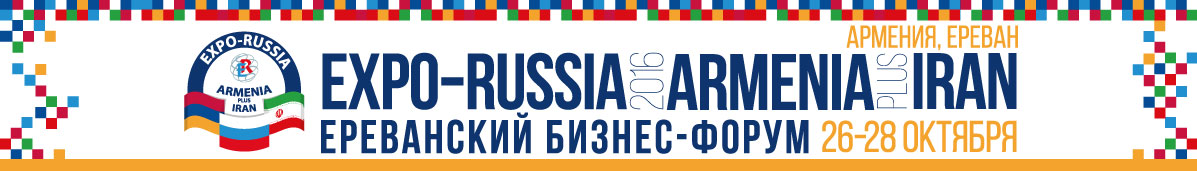 EXPO-RUSSIA
ER
ARMENIA
PLUS
IRAN
АРМЕНИЯ, ЕРЕВАН
EXPO-RUSSIA 2016 ARMENIA PLUS IRAN
ЕРЕВАНСКИЙ БИЗНЕС-ФОРУМ 26-28 ОКТЯБРЯ